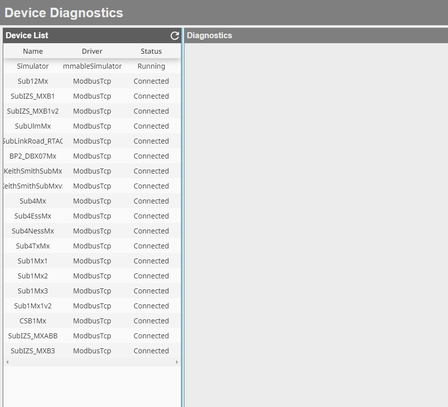 Device Diagnostics
Device List
Diagnostics
Name Driver Status
Simulator mmableSimulator Running
Sub12Mx ModbusTcp Connected
SubIZS_MXB1 ModbusTcp Connected
SubIZS_MXB1v2 ModbusTcp Connected
SubUlmMx ModbusTcp Connected
SubLinkRoad_RTAC ModbusTcp Connected
BP2_DBX07Mx ModbusTcp Connected
KeithSmithSubMx ModbusTcp Connected
KeithSmithSubMxv ModbusTcp Connected
Sub4Mx ModbusTcp Connected
Sub4EssMx ModbusTcp Connected
Sub4NessMx ModbusTcp Connected
Sub4TxMx ModbusTcp Connected
Sub1Mx1 ModbusTcp Connected
Sub1Mx2 ModbusTcp Connected
Sub1Mx3 ModbusTcp Connected
Sub1Mx1v2 ModbusTcp Connected
CSB1Mx ModbusTcp Connected
SubIZS_MXABB ModbusTcp Connected
SubIZS_MXB3 ModbusTcp Connected